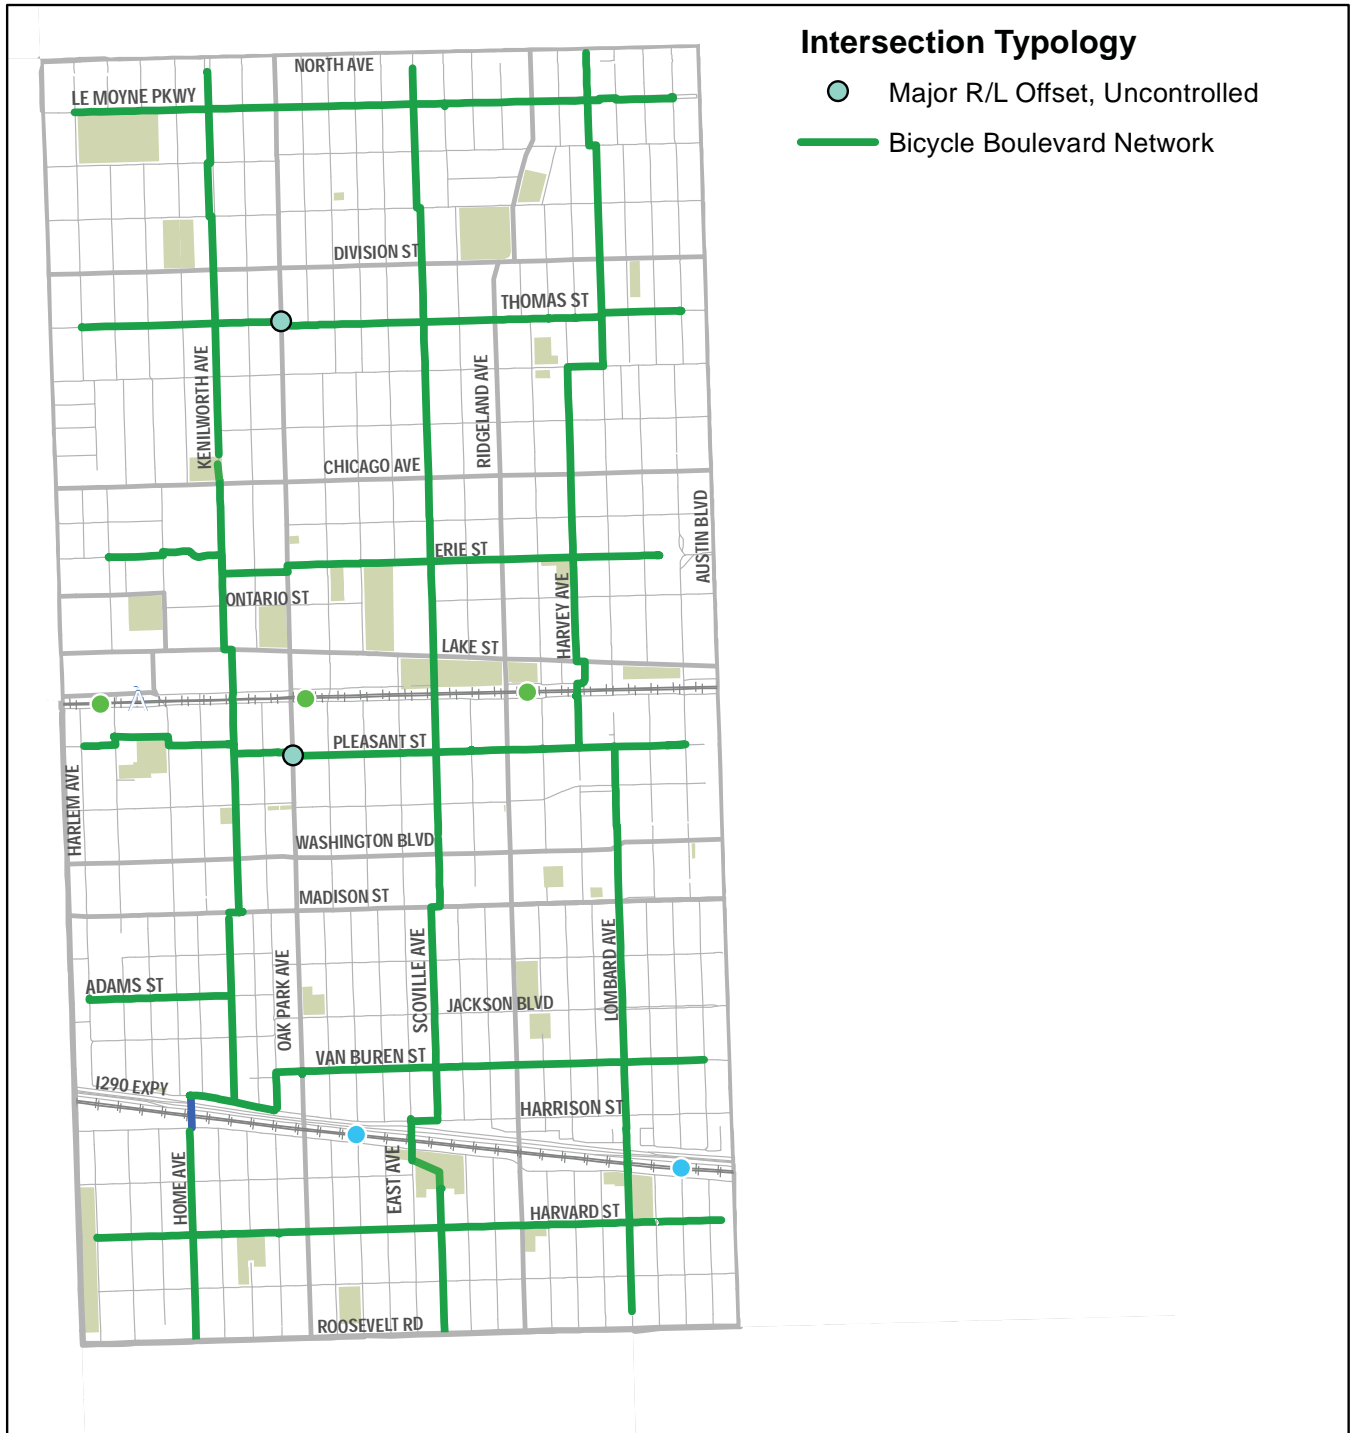 Intersection Typology
Major R/L Offset, Uncontrolled
Bicycle Boulevard Network
NORTH AVE
LE MOYNE PKWY
DIVISION ST
THOMAS ST
KENILWORTH AVE
RIDGELAND AVE
CHICAGO AVE
AUSTIN BLVD
ERIE ST
HARVEY AVE
ONTARIO ST
LAKE ST
PLEASANT ST
HARLEM AVE
WASHINGTON BLVD
MADISON ST
OAK PARK AVE
SCOVILLE AVE
LOMBARD AVE
ADAMS ST
JACKSON BLVD
VAN BUREN ST
I290 EXPY
HARRISON ST
HOME AVE
EAST AVE
HARVARD ST
ROOSEVELT RD